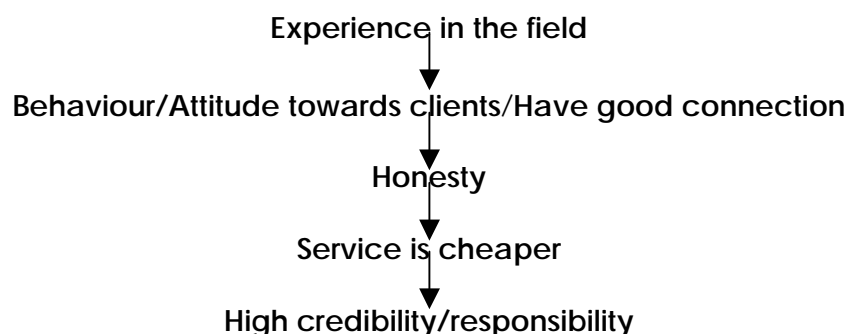 Experience in the field
Behaviour/Attitude towards clients/Have good connection
Honesty
Service is cheaper
High credibility/responsibility